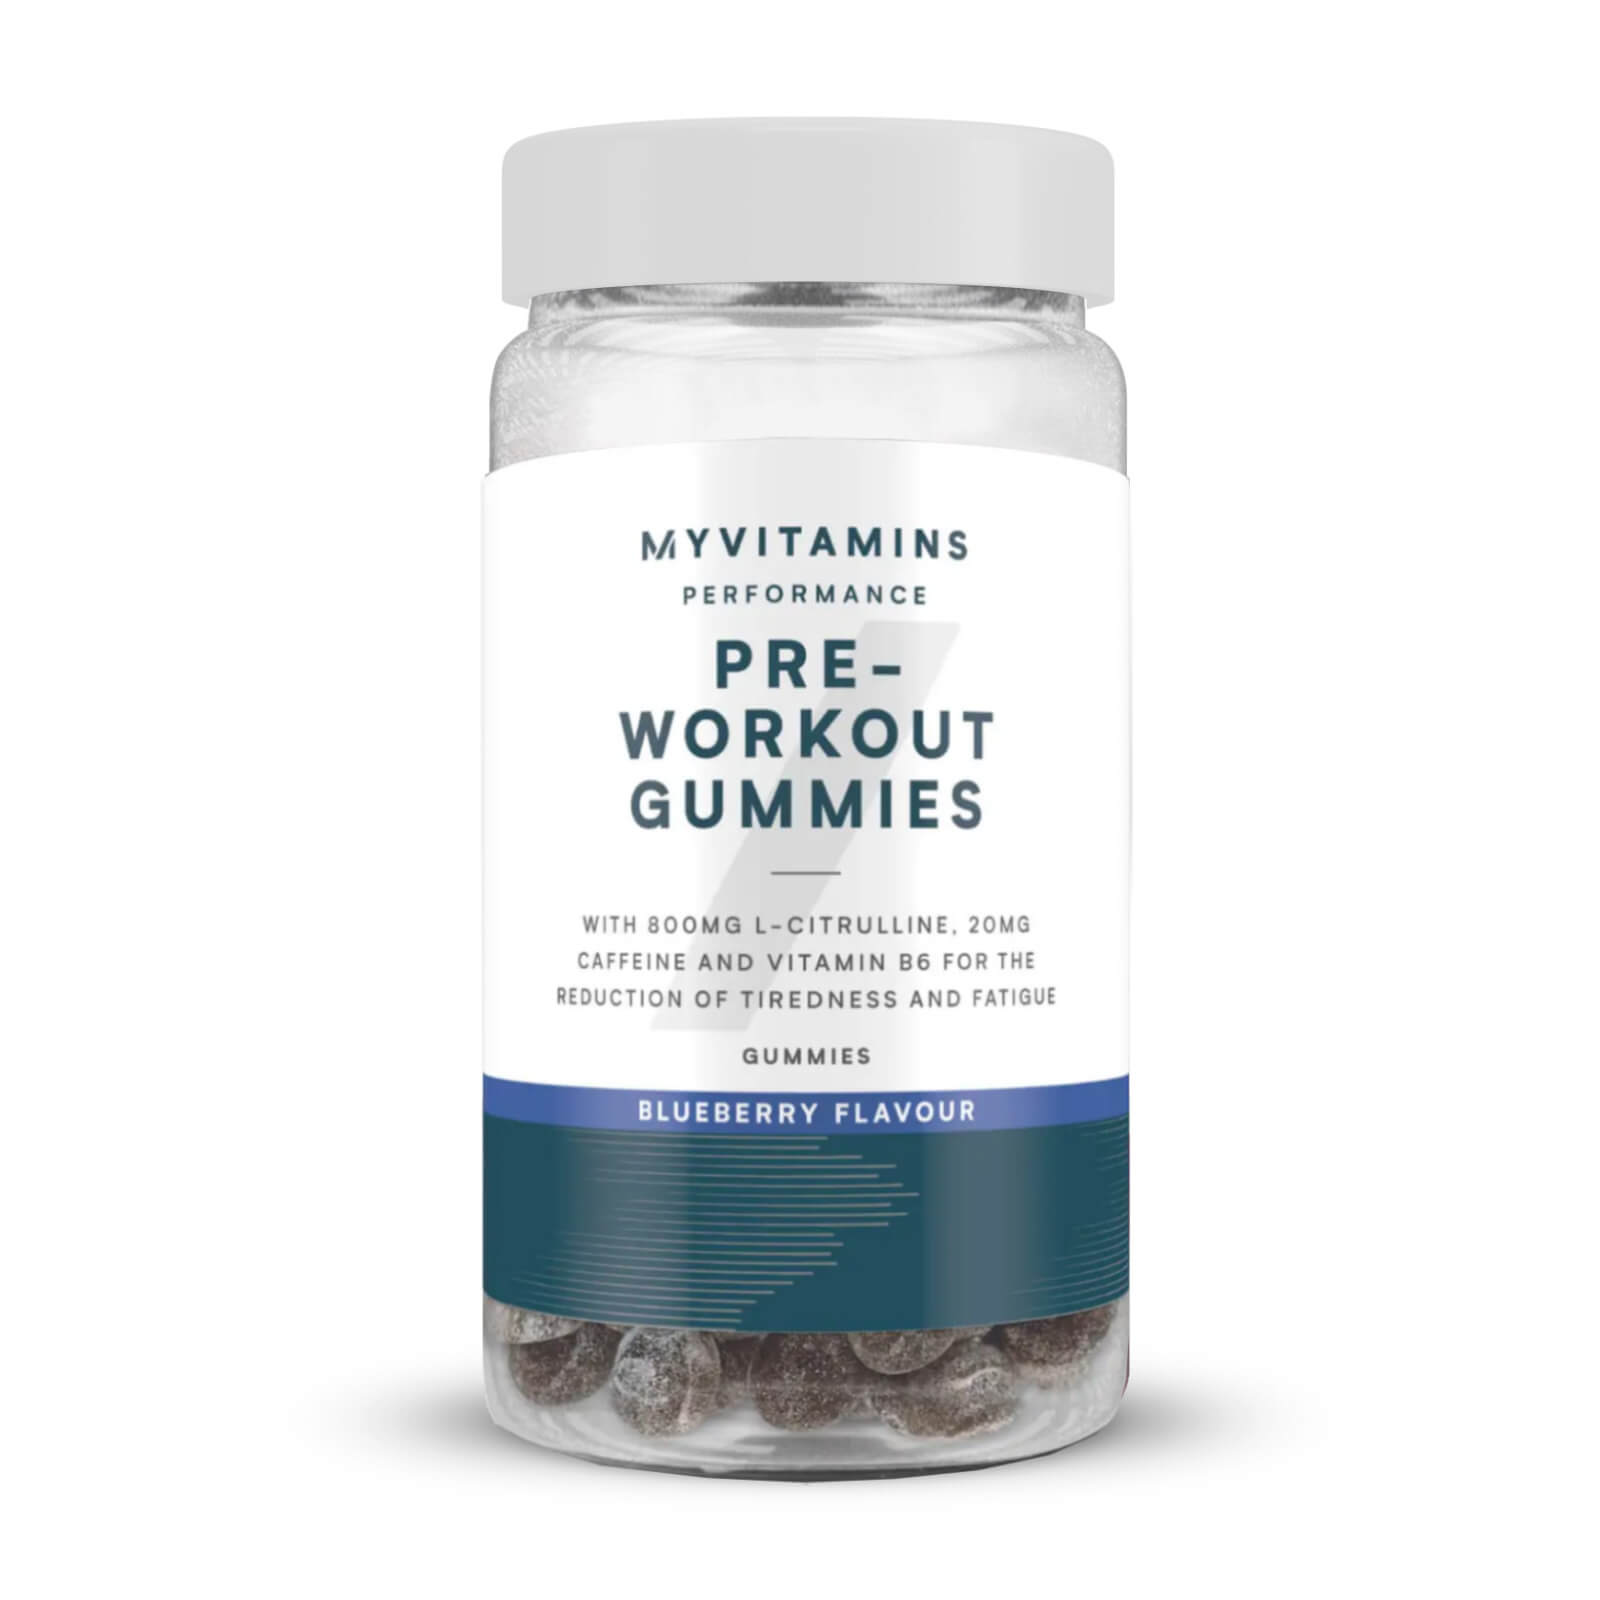 MYVITAMINS
PERFORMANCE
PRE-
WORKOUT
GUMMIES
WITH 800MG L-CITRULLINE, 20MG
CAFFEINE AND VITAMIN B6 FOR THE
REDUCTION OF TIREDNESS AND FATIGUE
GUMMIES
BLUEBERRY FLAVOUR